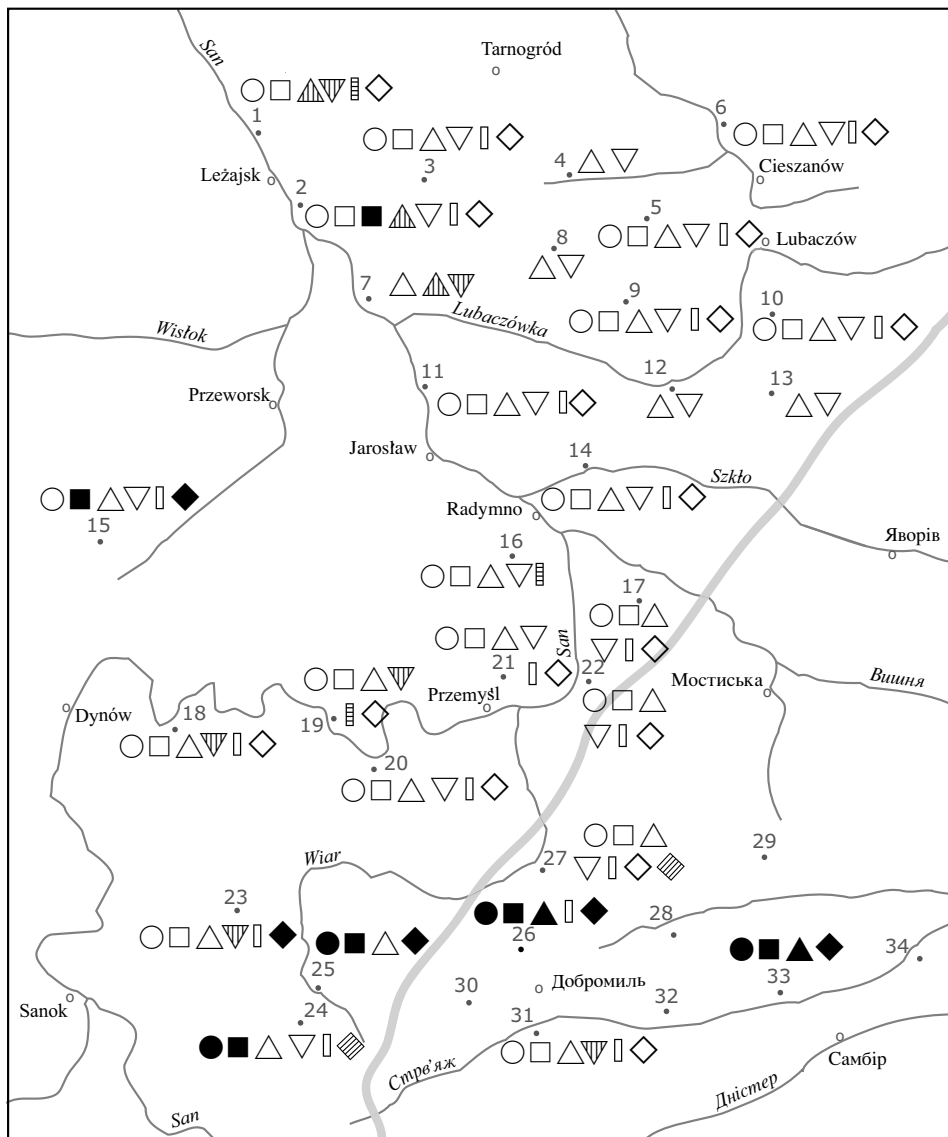 San
Tarnogród
1
3
6
4
Cieszanów
Leżajsk
2
5
Lubaczów
8
7
9
10
Lubaczówka
Wisłok
11
12
13
Przeworsk
Jarosław
14
Szkło
Radymno
15
16
Яворів
17
San
21
22
Мостиська
Вишня
Przemyśl
Dynów
18
19
20
Wiar
27
29
23
26
28
34
25
33
Sanok
24
30
Добромиль
32
31
Самбір
Стрв'яж
Дністер
San